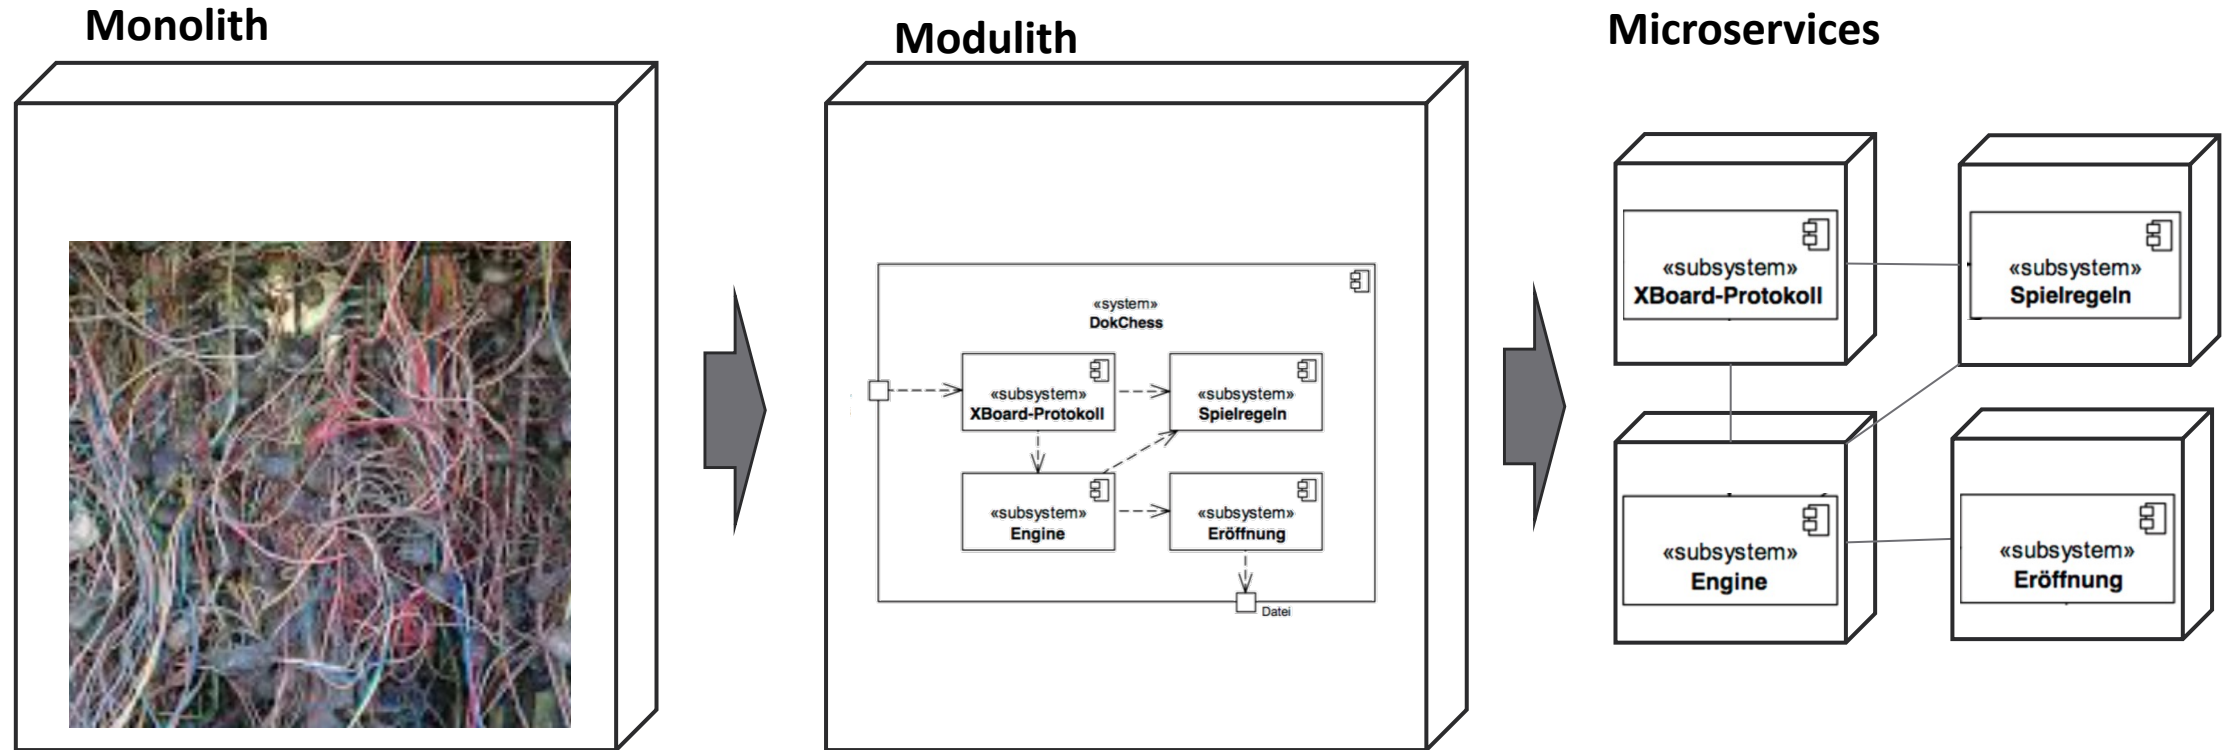 Monolith
Modulith
«system»
DokChess
«subsystem»
XBoard-Protokoll
«subsystem»
Spielregeln
«subsystem»
Engine
«subsystem»
Eröffnung
Datei
Microservices
«subsystem»
XBoard-Protokoll
«subsystem»
Spielregeln
«subsystem»
Engine
«subsystem»
Eröffnung